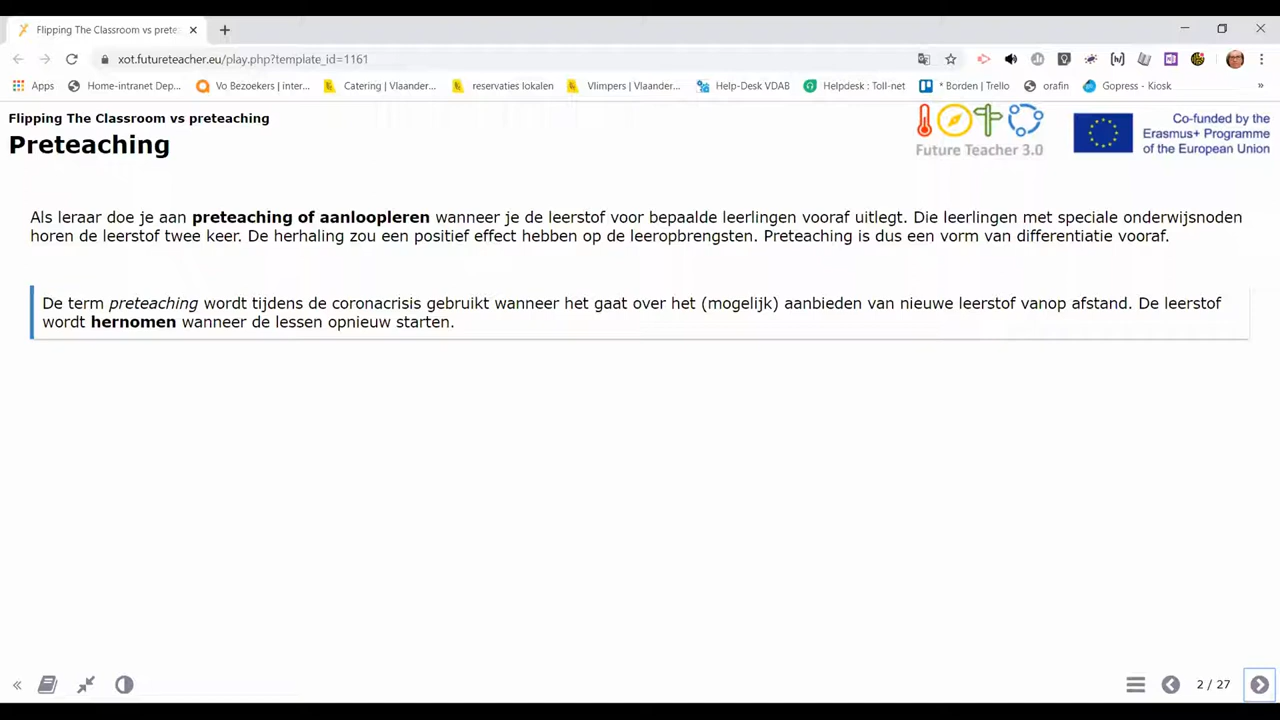 Flipping The Classroom vs prete
xot.futureteacher.eu/play.php?template_id=1161
Apps Home-intranet Dep... Vo Bezoekers | inter... Catering | Vlaander... reservaties lokalen Vlimpers | Vlaander... Help-Desk VDAB Helpdesk : Toll-net * Borden | Trello orafin Gopress - Kiosk »
Flipping The Classroom vs preteaching
Preteaching
Future Teacher 3.0
Co-funded by the
Erasmus+ Programme
of the European Union
Als leraar doe je aan preteaching of aanloopleren wanneer je de leerstof voor bepaalde leerlingen vooraf uitlegt. Die leerlingen met speciale onderwijsnoden
horen de leerstof twee keer. De herhaling zou een positief effect hebben op de leeropbrengsten. Preteaching is dus een vorm van differentiatie vooraf.
De term preteaching wordt tijdens de coronacrisis gebruikt wanneer het gaat over het (mogelijk) aanbieden van nieuwe leerstof vanop afstand. De leerstof
wordt hernomen wanneer de lessen opnieuw starten.
2 / 27